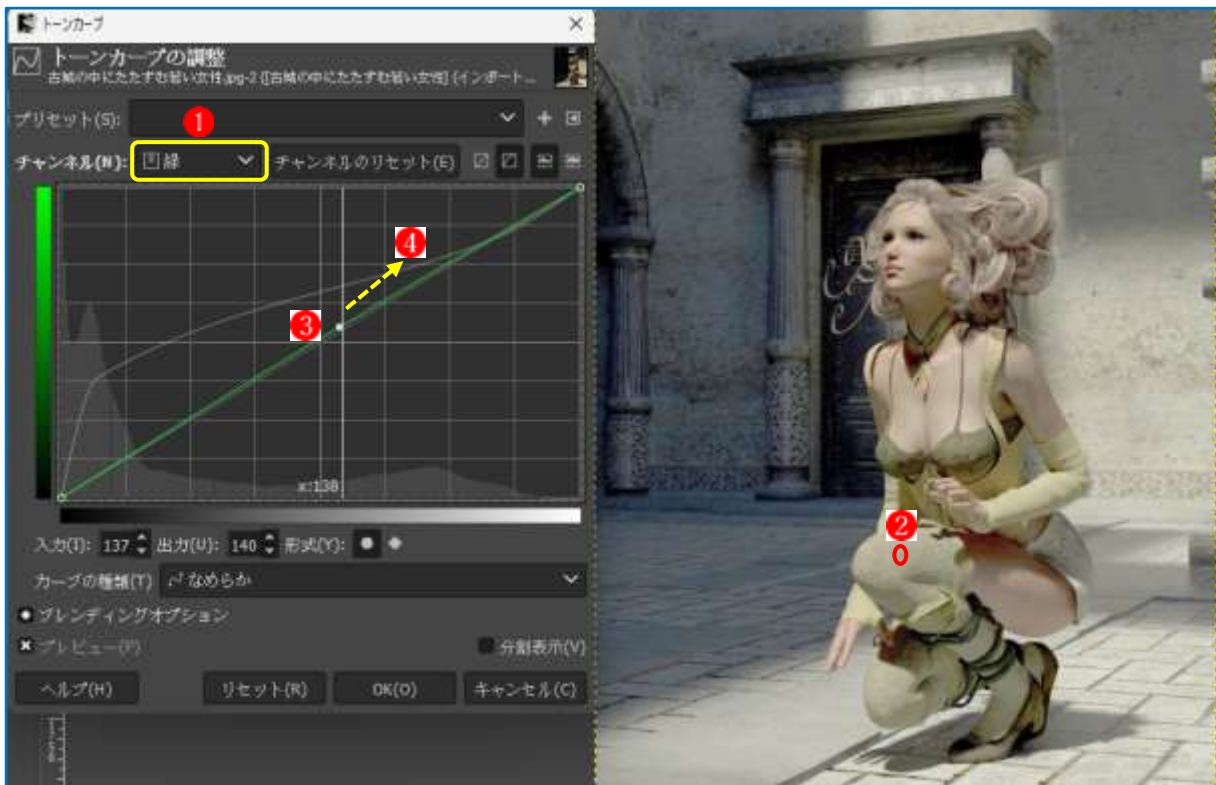 トーンカーブ
トーンカーブの調整
古城の中にたたずむ若い女性.jpg-2 ([古城の中にたたずむ若い女性] (インポート...
プリセット(S):
1
チャンネル(N): 緑 チャンネルのリセット(E)
4
3
x:138
2
入力(I): 137 出力(U): 140 形式(Y):
カーブの種類(T) なめらか
ブレンディングオプション
プレビュー(P) 分割表示(V)
ヘルプ(H) リセット(R) OK(O) キャンセル(C)